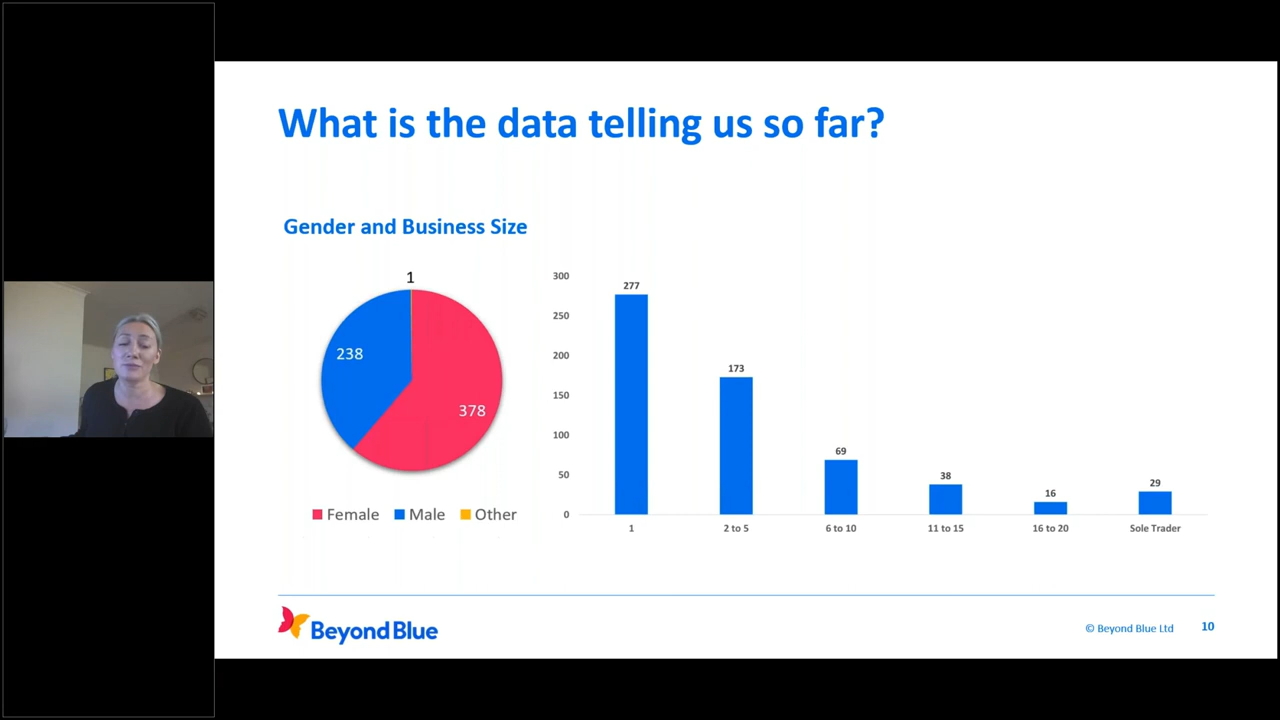 What is the data telling us so far?
Gender and Business Size
1
238
378
Female Male Other
300
250
200
150
100
50
0
277
173
69
38
16
29
1 2 to 5 6 to 10 11 to 15 16 to 20 Sole Trader
Beyond Blue
© Beyond Blue Ltd 10